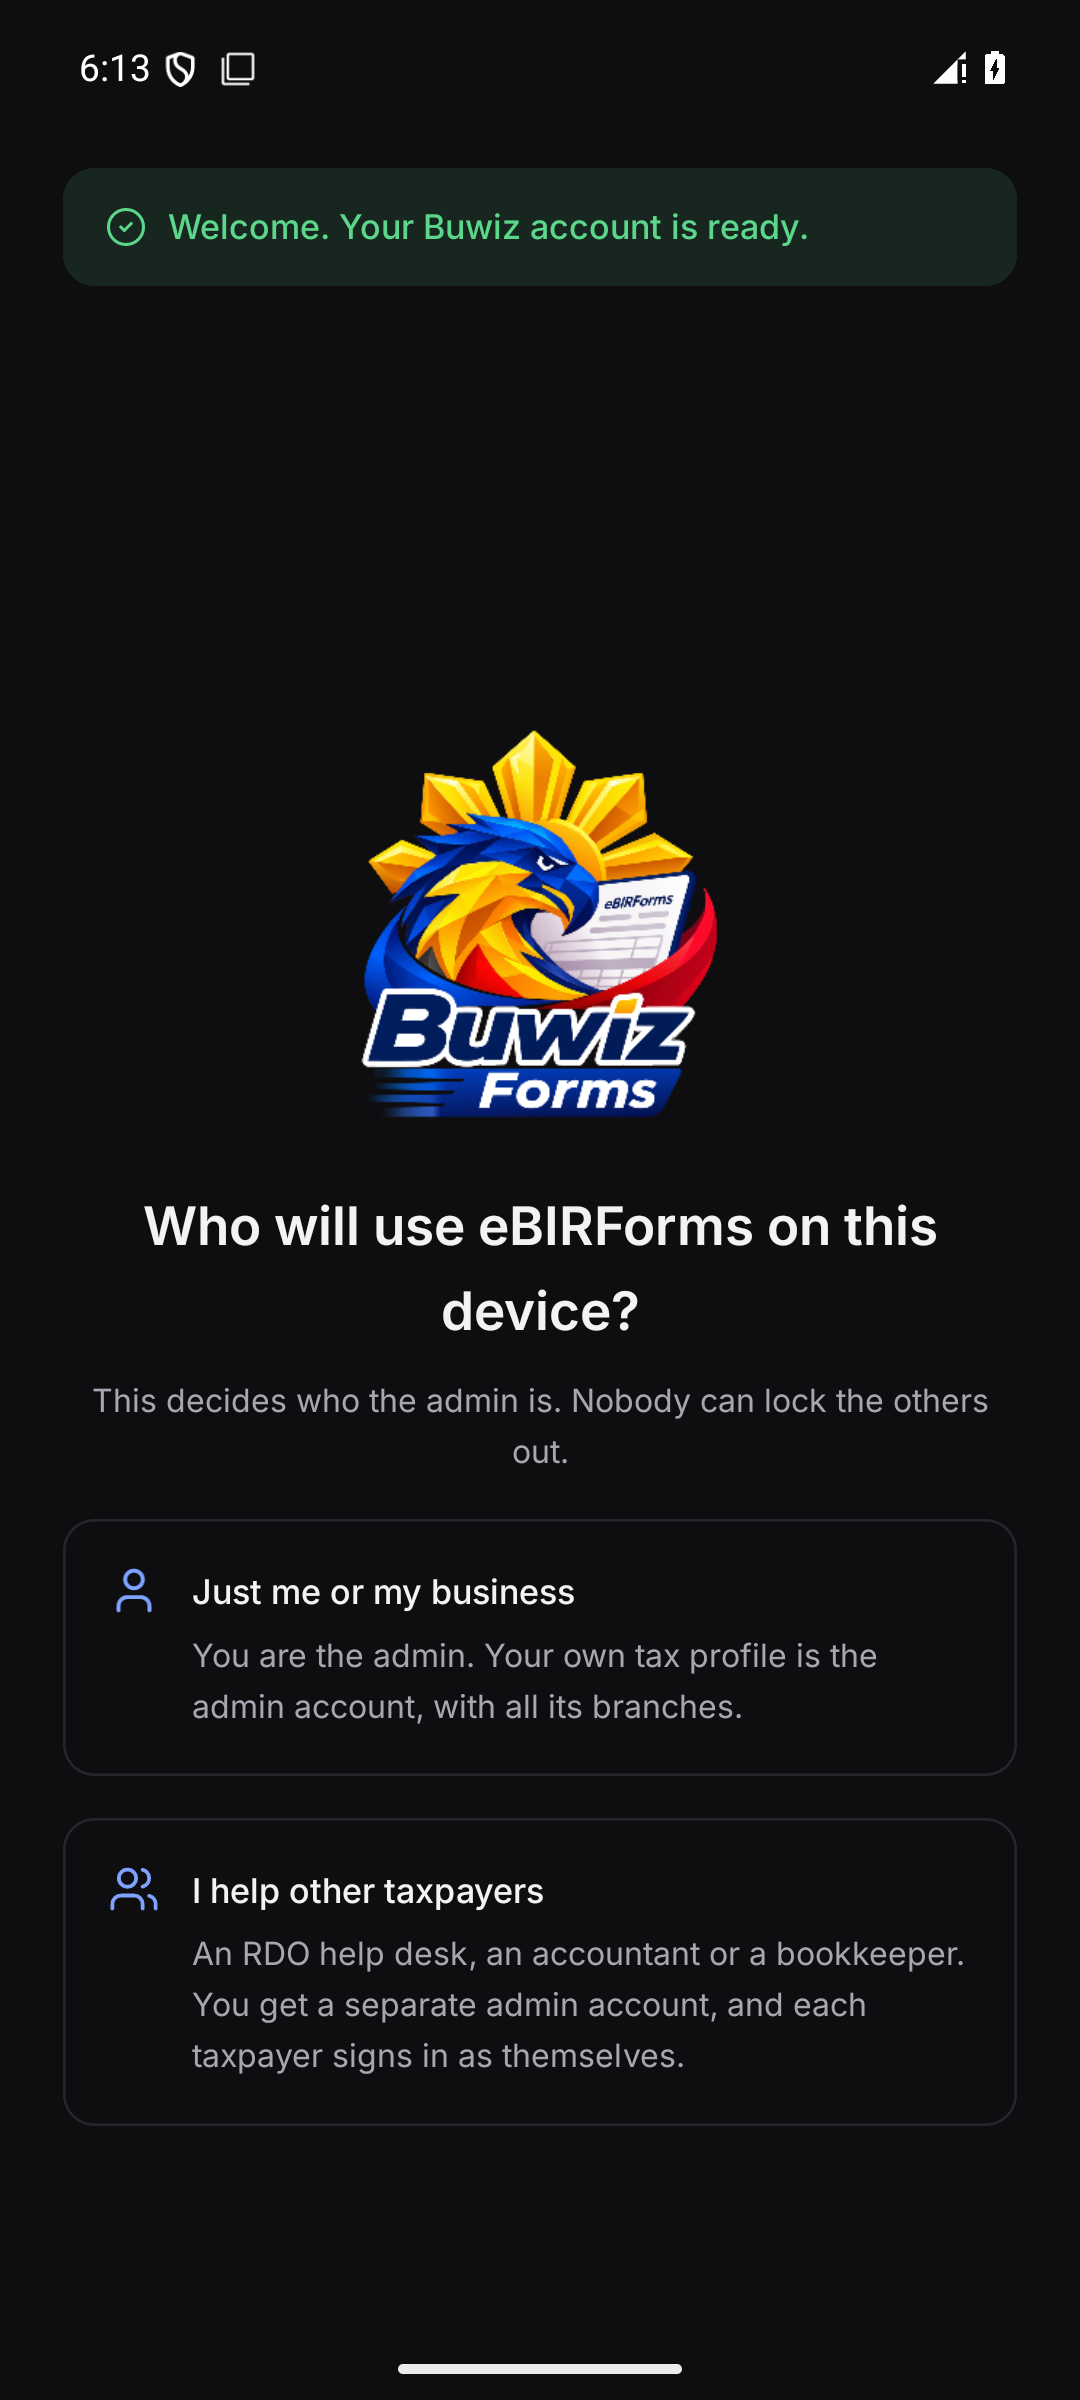 6:13
Welcome. Your Buwiz account is ready.
eBIRForms
Buwiz
Forms
Who will use eBIRForms on this
device?
This decides who the admin is. Nobody can lock the others
out.
Just me or my business
You are the admin. Your own tax profile is the
admin account, with all its branches.
I help other taxpayers
An RDO help desk, an accountant or a bookkeeper.
You get a separate admin account, and each
taxpayer signs in as themselves.